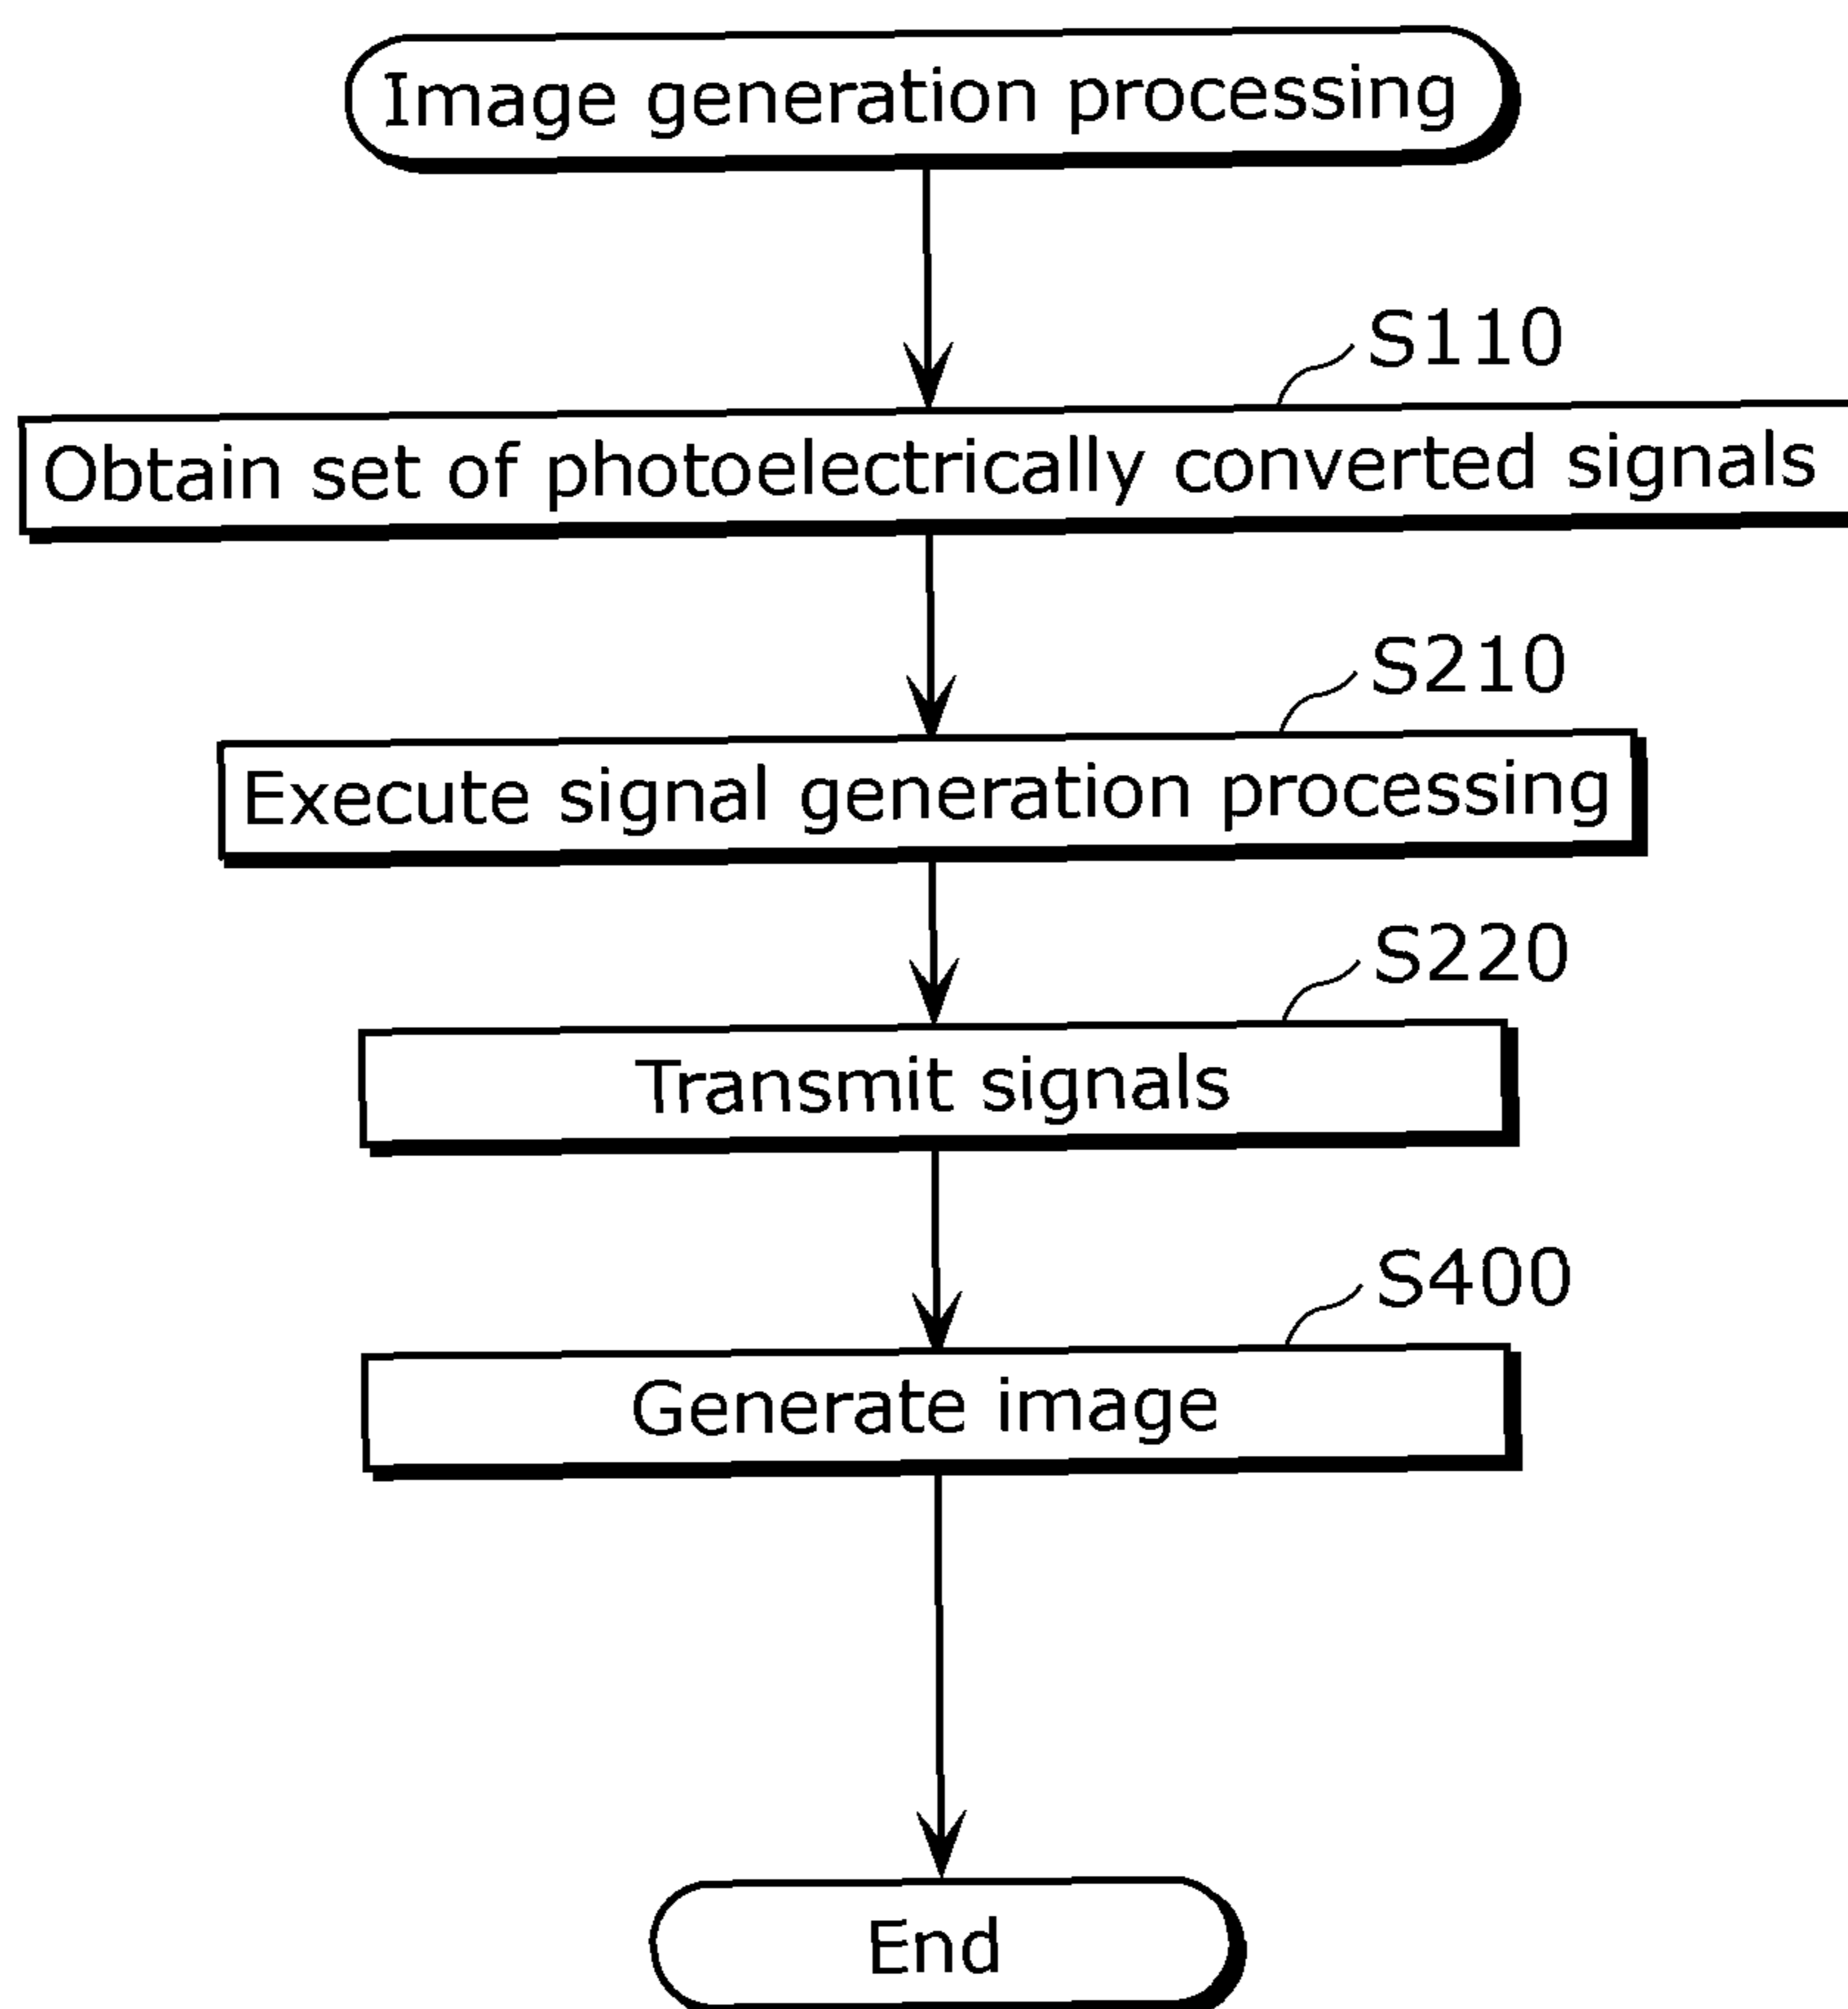 Image generation processing
S110
Obtain set of photoelectrically converted signals
S210
Execute signal generation processing
S220
Transmit signals
S400
Generate image
End